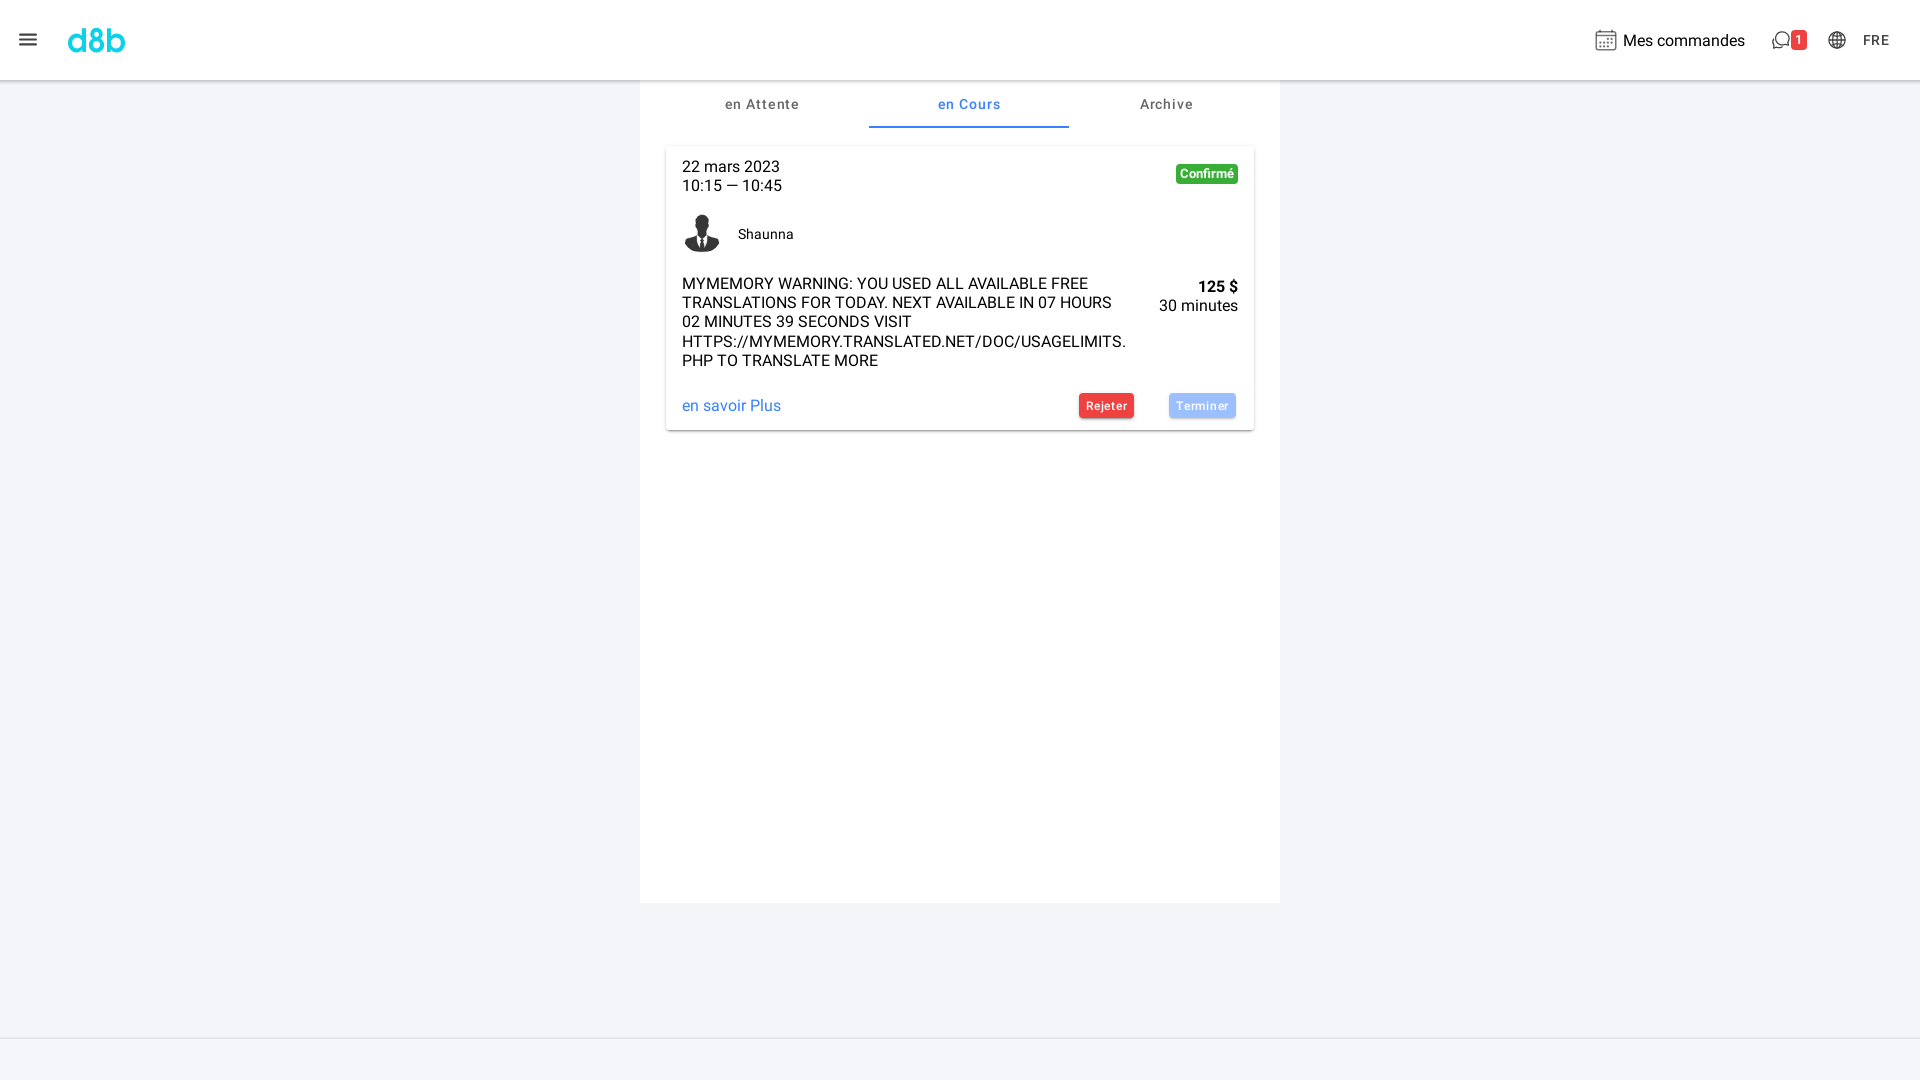 d8b
Mes commandes
1
FRE
en Attente
en Cours
Archive
22 mars 2023
10:15 — 10:45
Confirmé
Shaunna
MYMEMORY WARNING: YOU USED ALL AVAILABLE FREE
TRANSLATIONS FOR TODAY. NEXT AVAILABLE IN 07 HOURS
02 MINUTES 39 SECONDS VISIT
HTTPS://MYMEMORY.TRANSLATED.NET/DOC/USAGELIMITS.
PHP TO TRANSLATE MORE
125 $
30 minutes
en savoir Plus
Rejeter
Terminer